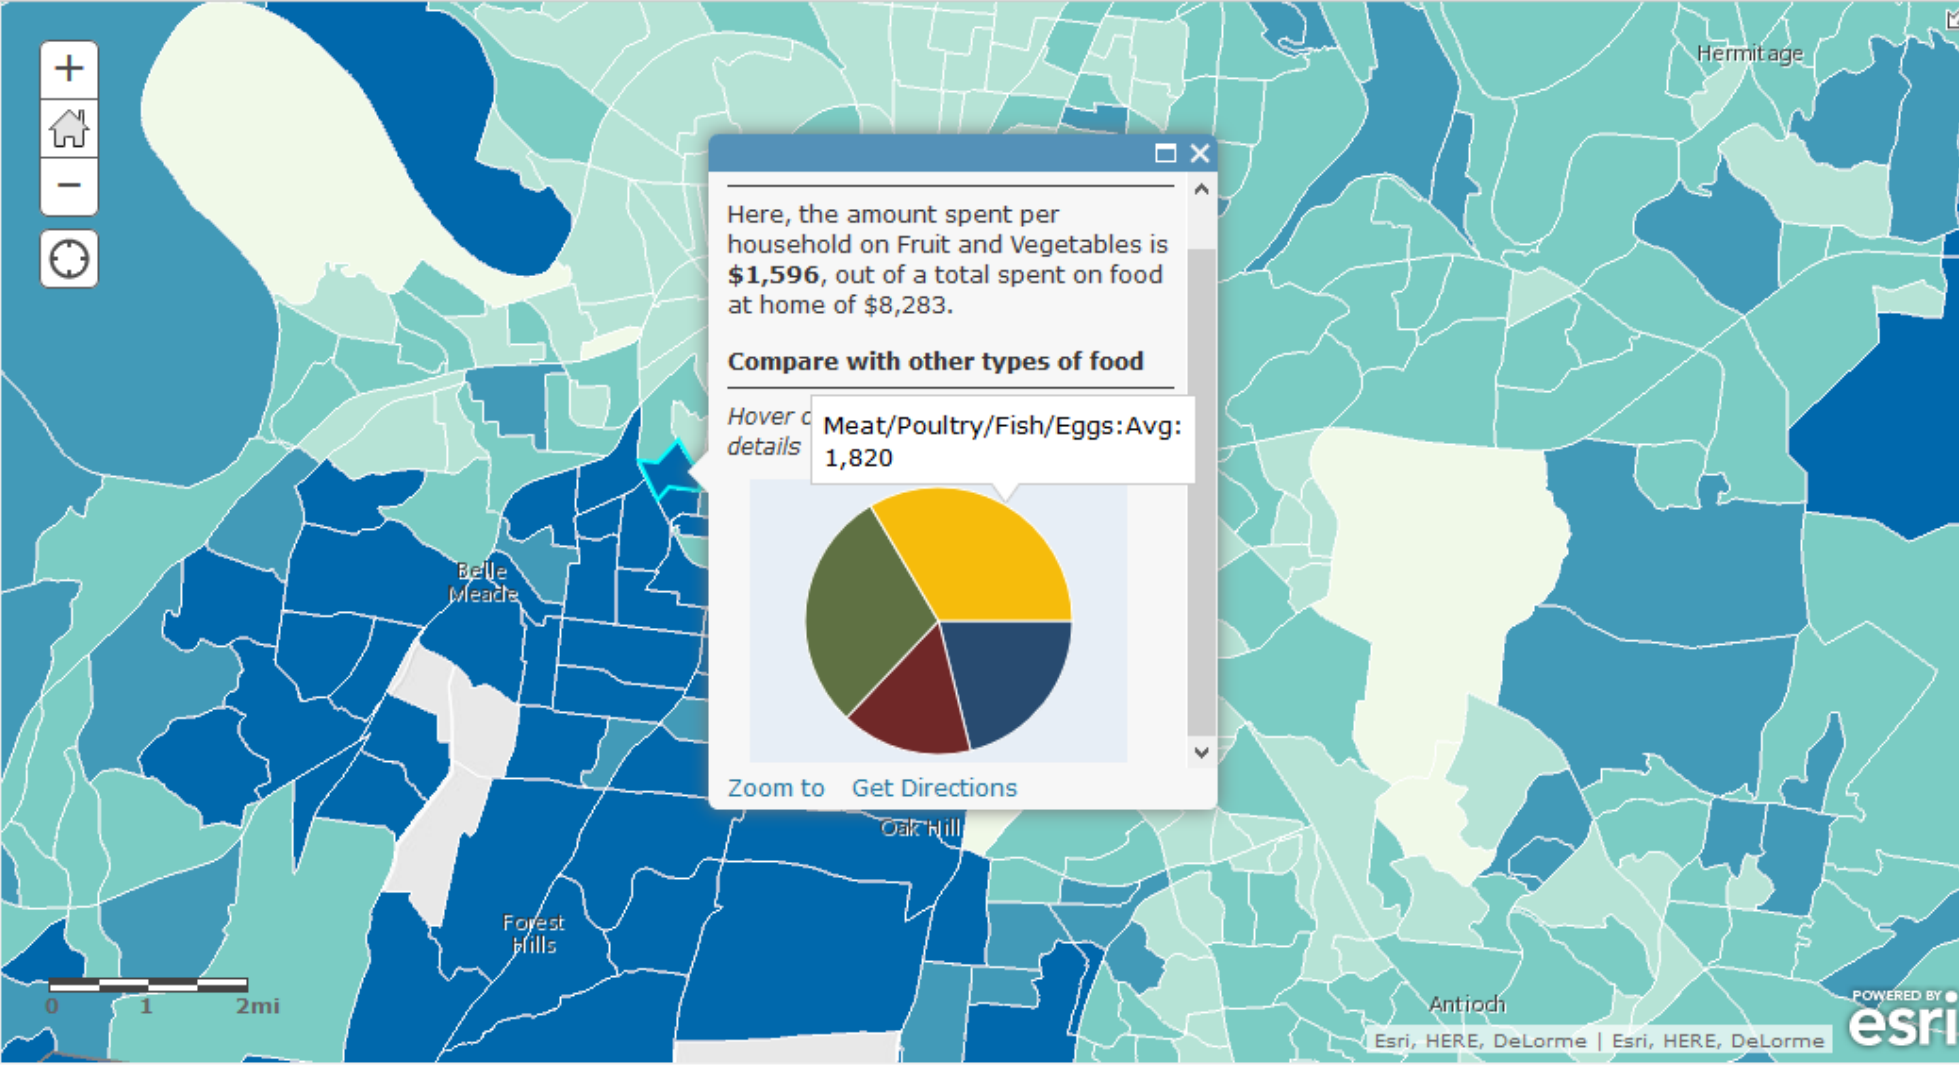 Hermitage
+
−
Here, the amount spent per
household on Fruit and Vegetables is
$1,596, out of a total spent on food
at home of $8,283.
Compare with other types of food
Hover
details
Meat/Poultry/Fish/Eggs:Avg:
1,820
Belle
Meade
Zoom to Get Directions
Oak Hill
Forest
Hills
0 1 2mi
Antioch
POWERED BY
esri
Esri, HERE, DeLorme | Esri, HERE, DeLorme